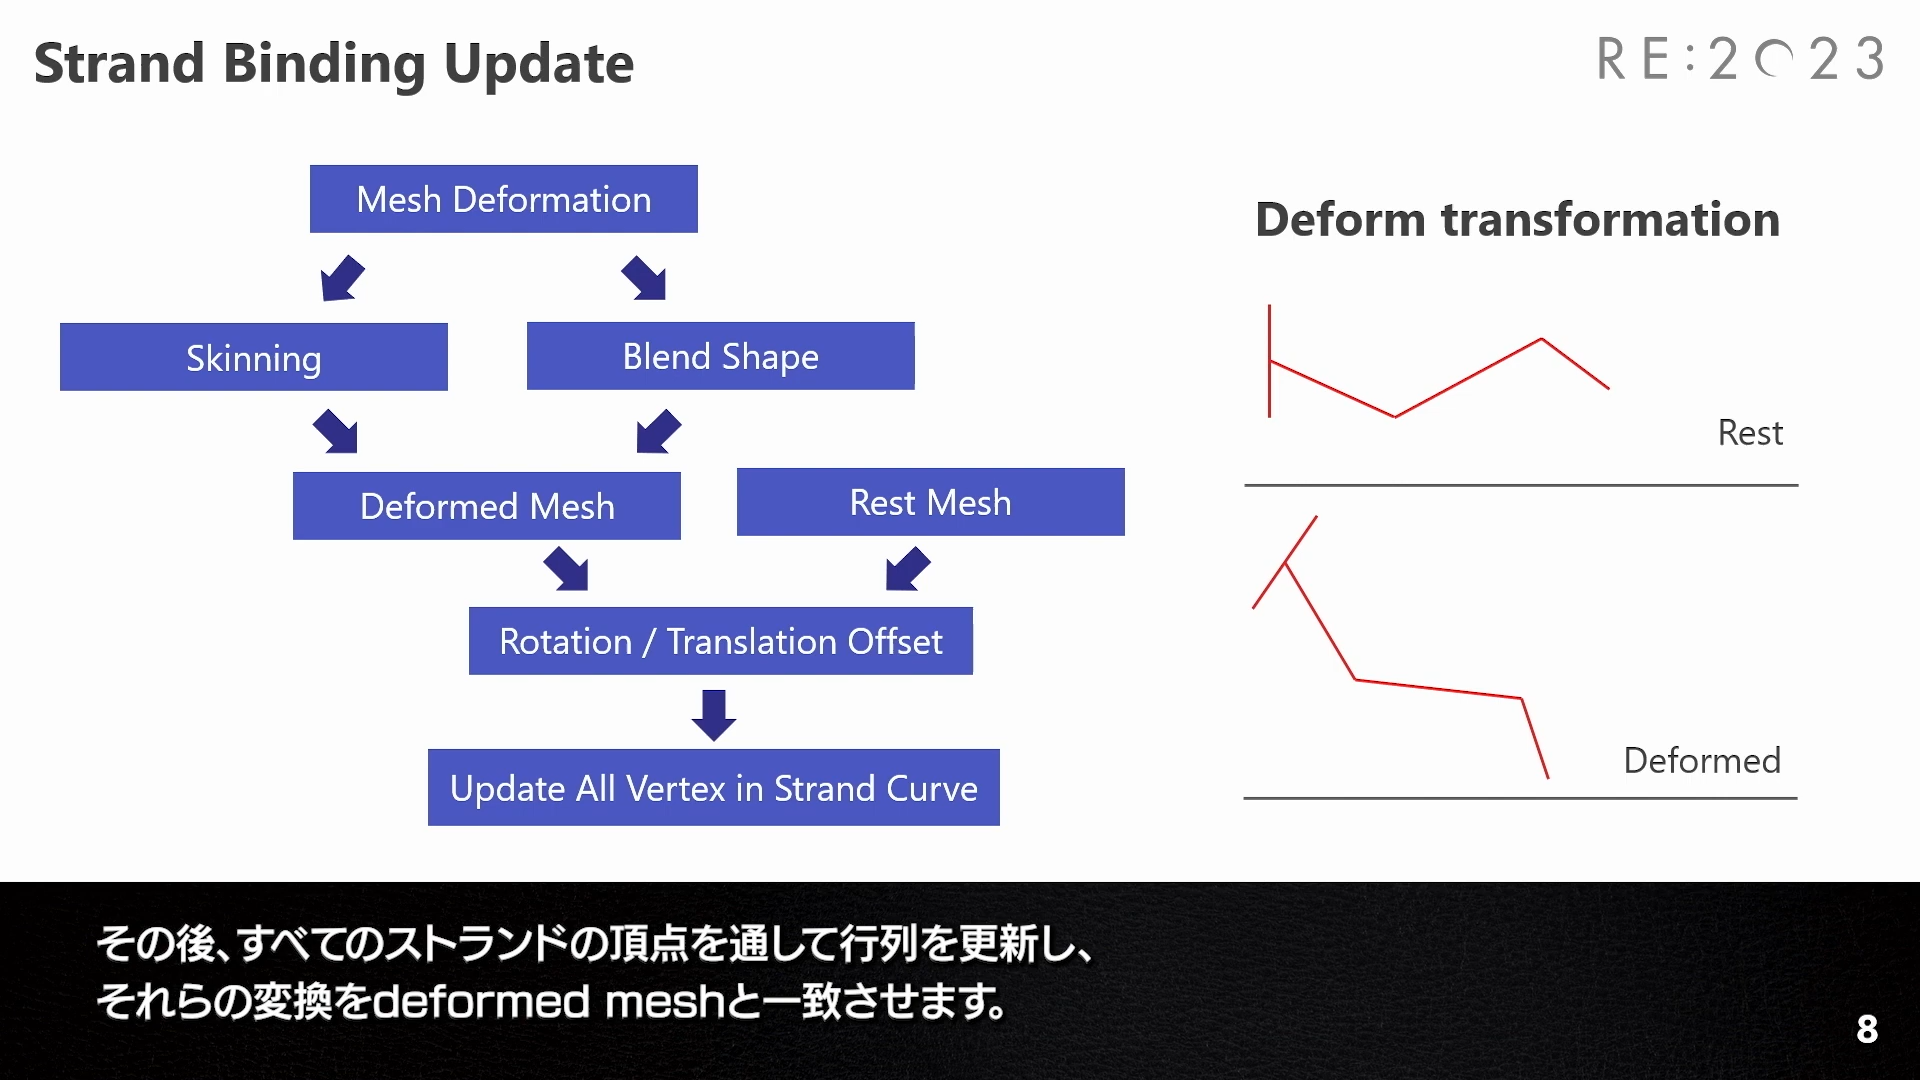 Strand Binding Update
RE:2023
Mesh Deformation
Skinning
Blend Shape
Deformed Mesh
Rest Mesh
Rotation / Translation Offset
Update All Vertex in Strand Curve
Deform transformation
Rest
Deformed
その後、すべてのストランドの頂点を通して行列を更新し、
それらの変換をdeformed meshと一致させます。
8